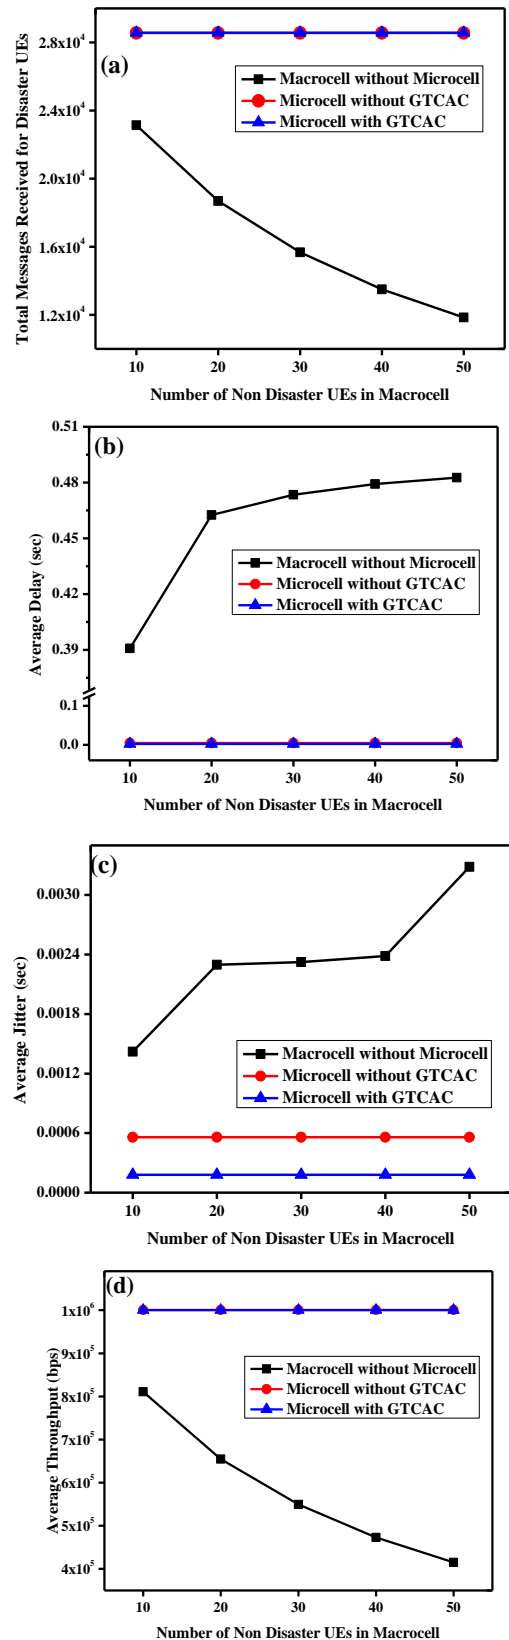 2.8x10⁴
(a)
Macrocell without Microcell
Microcell without GTCAC
Microcell with GTCAC
2.4x10⁴
2.0x10⁴
1.6x10⁴
1.2x10⁴
Total Messages Received for Disaster UEs
10 20 30 40 50
Number of Non Disaster UEs in Macrocell
0.51
(b)
0.48
0.45
Macrocell without Microcell
Microcell without GTCAC
Microcell with GTCAC
0.42
0.39
0.1
0.0
Average Delay (sec)
10 20 30 40 50
Number of Non Disaster UEs in Macrocell
(c)
0.0030
0.0024
0.0018
Macrocell without Microcell
Microcell without GTCAC
Microcell with GTCAC
0.0012
0.0006
0.0000
Average Jitter (sec)
10 20 30 40 50
Number of Non Disaster UEs in Macrocell
(d)
1x10⁶
9x10⁵
Macrocell without Microcell
Microcell without GTCAC
Microcell with GTCAC
8x10⁵
7x10⁵
6x10⁵
5x10⁵
4x10⁵
Average Throughput (bps)
10 20 30 40 50
Number of Non Disaster UEs in Macrocell